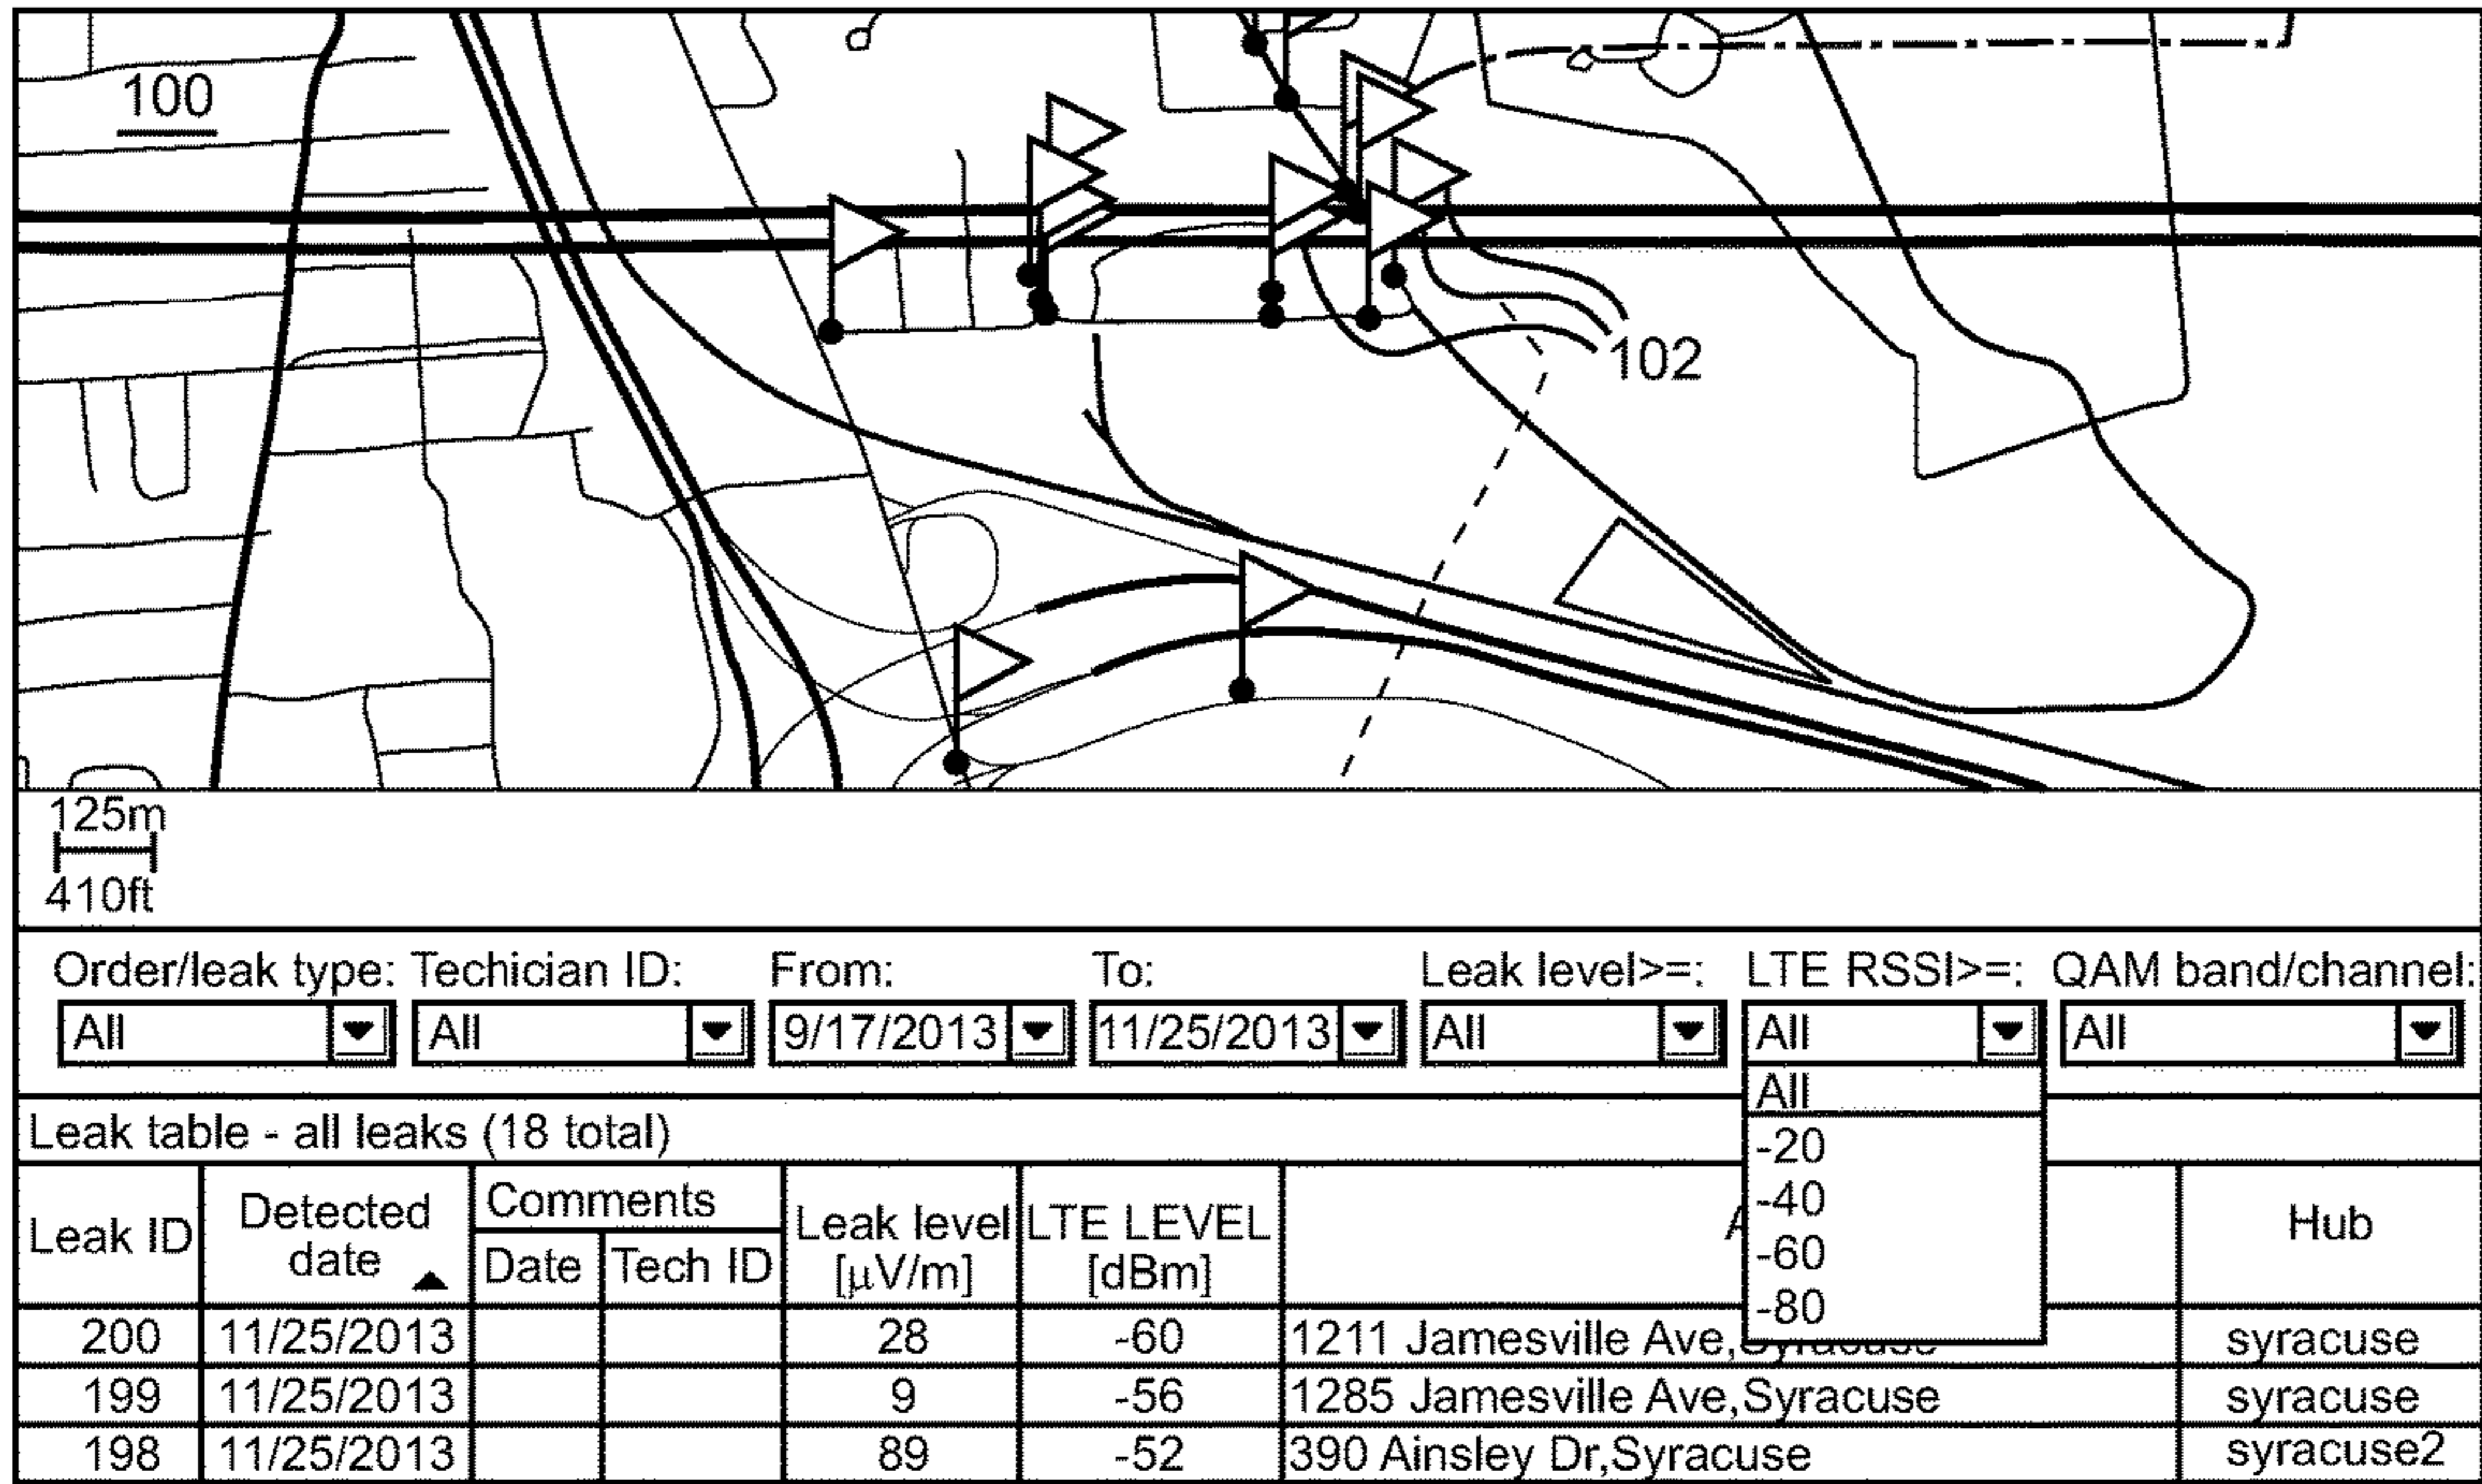 100
102
125m
410ft
Order/leak type: Techician ID: From: To: Leak level>=: LTE RSSI>=: QAM band/channel:
All All 9/17/2013 11/25/2013 All All All
All
-20
-40
-60
-80
Leak table - all leaks (18 total)
Leak ID Detected date Comments Date Tech ID Leak level [μV/m] LTE LEVEL [dBm] Hub
200 11/25/2013 28 -60 1211 Jamesville Ave, syracuse
199 11/25/2013 9 -56 1285 Jamesville Ave,Syracuse syracuse
198 11/25/2013 89 -52 390 Ainsley Dr,Syracuse syracuse2